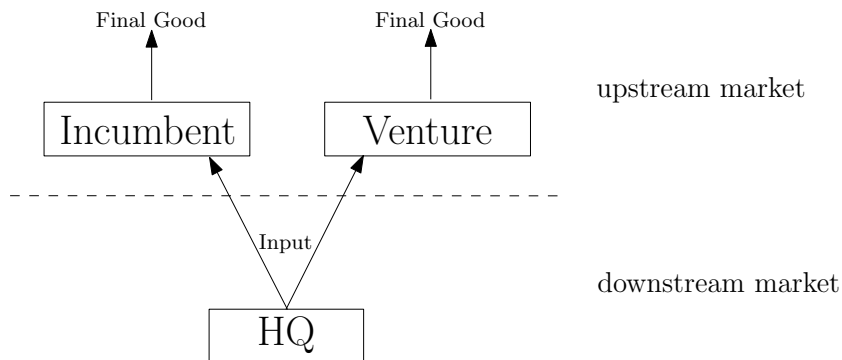 Final Good
Final Good
upstream market
Incumbent
Venture
Input
downstream market
HQ